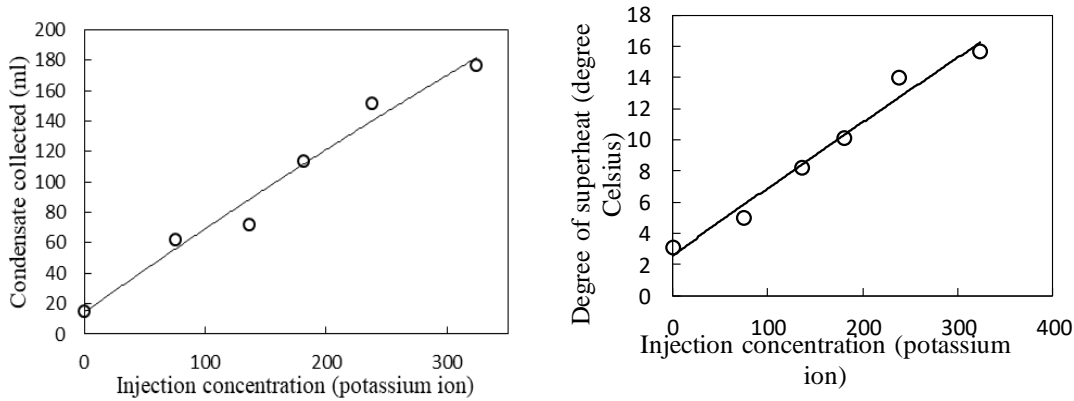 Condensate collected (ml)
200
180
160
140
120
100
80
60
40
20
0
0 100 200 300
Injection concentration (potassium ion)
Degree of superheat (degree
Celsius)
18
16
14
12
10
8
6
4
2
0
0 100 200 300 400
Injection concentration (potassium
ion)